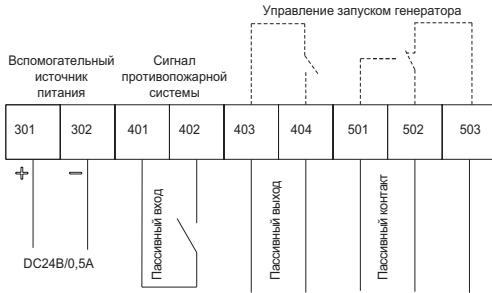 Управление запуском генератора
Вспомогательный
источник
питания
Сигнал
противопожарной
системы
301 302 401 402 403 404 501 502 503
+ −
Пассивный вход
Пассивный выход
Пассивный контакт
DC24В/0,5А